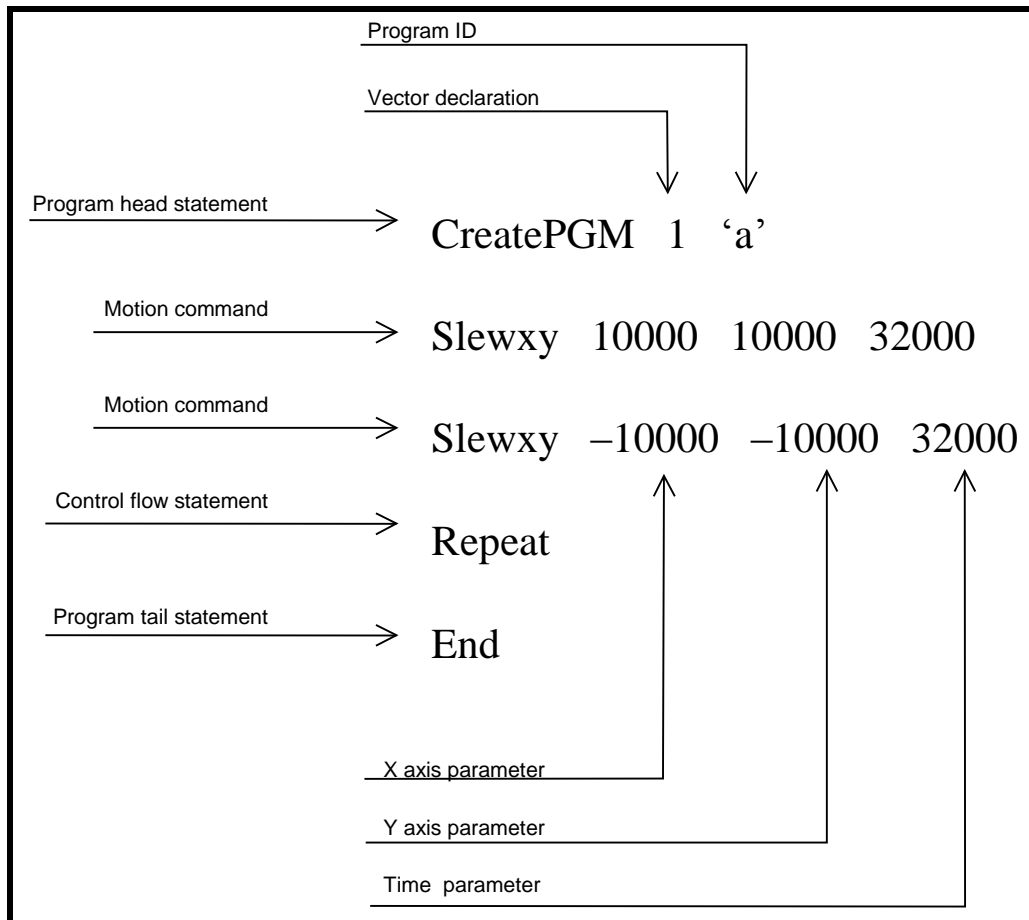 Program ID
Vector declaration
Program head statement
CreatePGM 1 ‘a’
Motion command
Slewxy 10000 10000 32000
Motion command
Slewxy –10000 –10000 32000
Control flow statement
Repeat
Program tail statement
End
X axis parameter
Y axis parameter
Time parameter